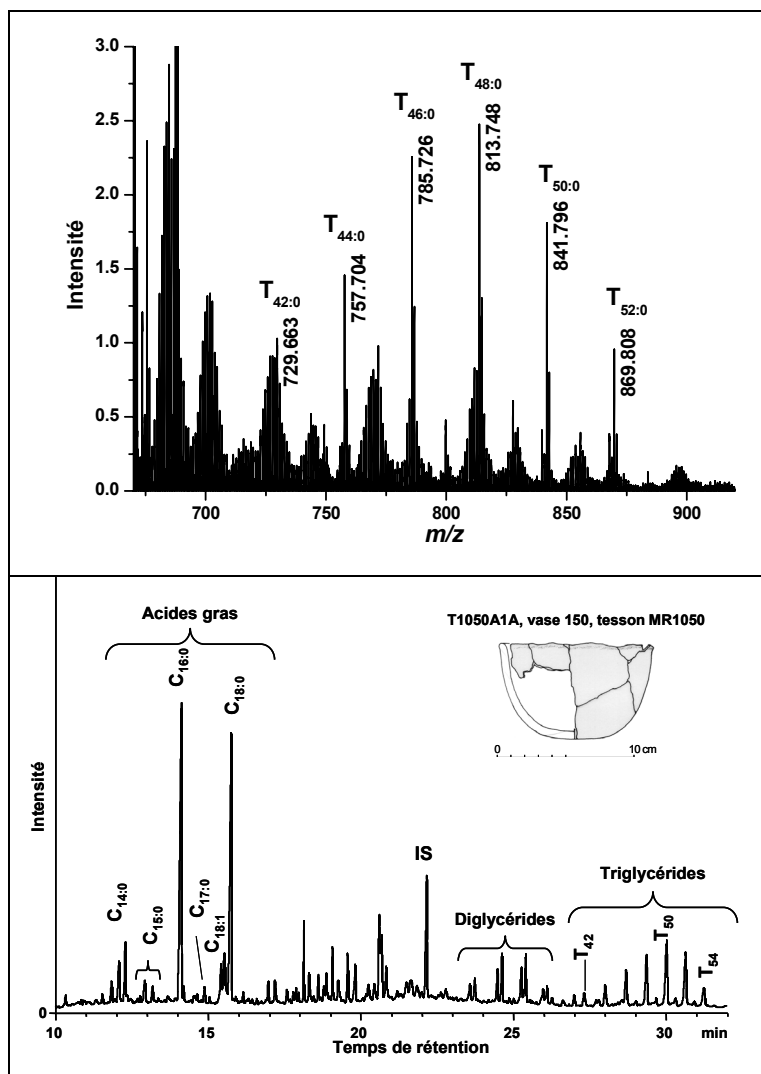 3.0
2.5
2.0
1.5
1.0
0.5
0.0
Intensité
T42:0
729.663
T44:0
757.704
T46:0
785.726
T48:0
813.748
T50:0
841.796
T52:0
869.808
700
750
800
850
900
m/z
Acides gras
T1050A1A, vase 150, tesson MR1050
C14:0
C15:0
C16:0
C17:0
C18:1
C18:0
0
10 cm
IS
Diglycérides
Triglycérides
T42
T50
T54
Intensité
0
10
15
20
25
30
min
Temps de rétention